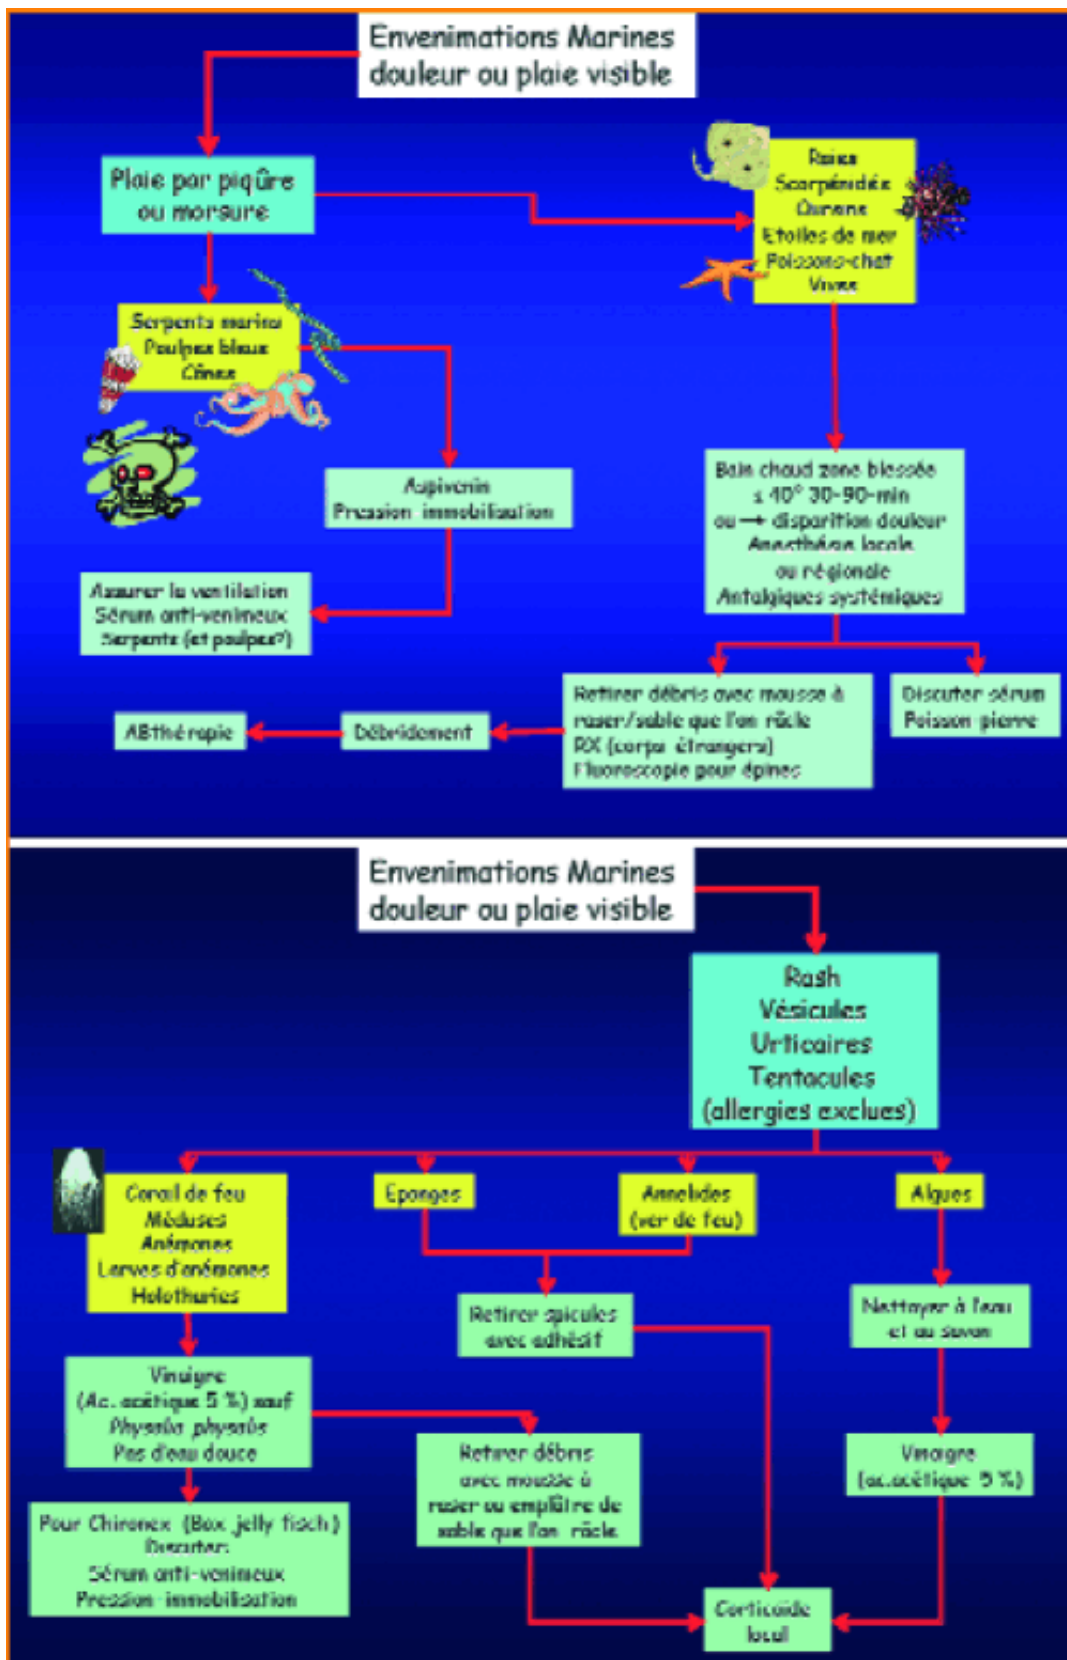 Envenimations Marines
douleur ou plaie visible
Plaie par piqûre
ou morsure
Raies
Scorpénidés
Oursins
Etoiles de mer
Poissons-chat
Vives
Serpents marins
Poulpes bleus
Cônes
Aspivenin
Pression-immobilisation
Bain chaud zone blessée
≤ 40° 30-90-min
ou → disparition douleur
Anesthésie locale
ou régionale
Antalgiques systémiques
Assurer la ventilation
Sérum anti-venimeux
Serpents (et poulpes?)
Retirer débris avec mousse à
raser/sable que l'on râcle
RX (corps étrangers)
Fluoroscopie pour épines
Discuter sérum
Poisson-pierre
ABthérapie
Débridement
Envenimations Marines
douleur ou plaie visible
Rash
Vésicules
Urticaires
Tentacules
(allergies exclues)
Corail de feu
Méduses
Anémones
Larves d'anémones
Holothuries
Eponges
Annelides
(ver de feu)
Algues
Retirer spicules
avec adhésif
Nettoyer à l'eau
et au savon
Vinaigre
(Ac. acétique 5 %) sauf
Physalia physalis
Pas d'eau douce
Retirer débris
avec mousse à
raser ou emplâtre de
sable que l'on râcle
Vinaigre
(ac.acétique 5 %)
Pour Chironex (Box jelly fisch)
Discuter:
Sérum anti-venimeux
Pression-immobilisation
Corticoïde
local